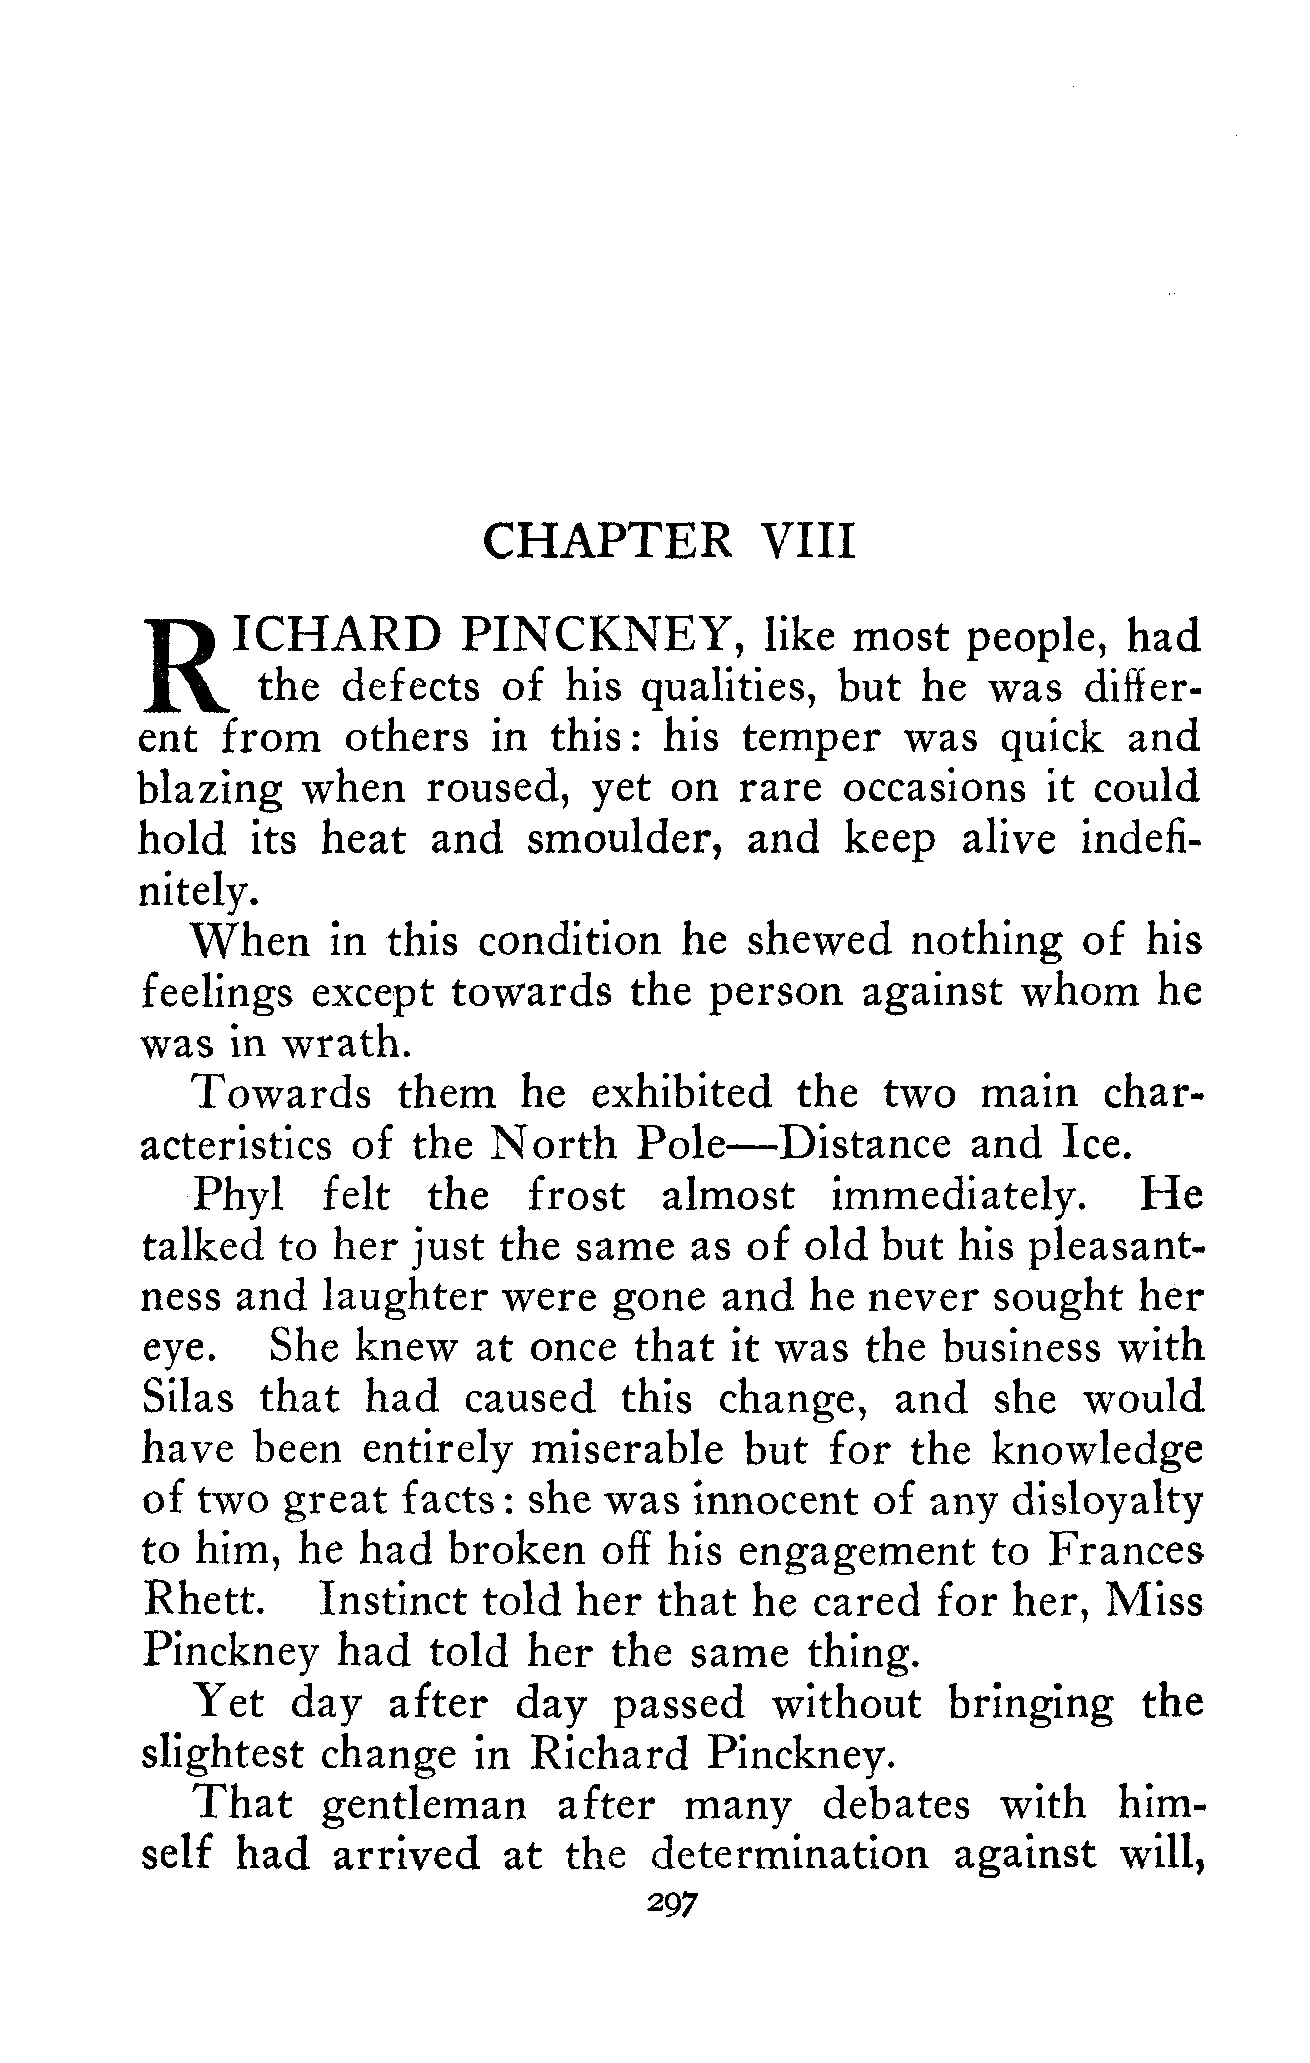 CHAPTER VIII
RICHARD PINCKNEY, like most people, had
the defects of his qualities, but he was differ-
ent from others in this: his temper was quick and
blazing when roused, yet on rare occasions it could
hold its heat and smoulder, and keep alive indefi-
nitely.
When in this condition he shewed nothing of his
feelings except towards the person against whom he
was in wrath.
Towards them he exhibited the two main char-
acteristics of the North Pole—Distance and Ice.
Phyl felt the frost almost immediately. He
talked to her just the same as of old but his pleasant-
ness and laughter were gone and he never sought her
eye. She knew at once that it was the business with
Silas that had caused this change, and she would
have been entirely miserable but for the knowledge
of two great facts: she was innocent of any disloyalty
to him, he had broken off his engagement to Frances
Rhett. Instinct told her that he cared for her, Miss
Pinckney had told her the same thing.
Yet day after day passed without bringing the
slightest change in Richard Pinckney.
That gentleman after many debates with him-
self had arrived at the determination against will,
297